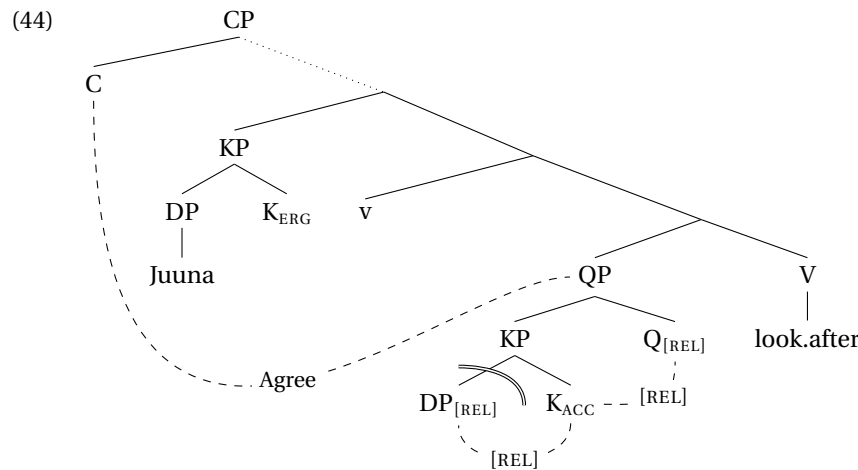 (44)
CP
C
KP
DP K_ERG v
Juuna
QP V
KP Q_[REL] look.after
Agree
DP_[REL] K_ACC [REL]
[REL]